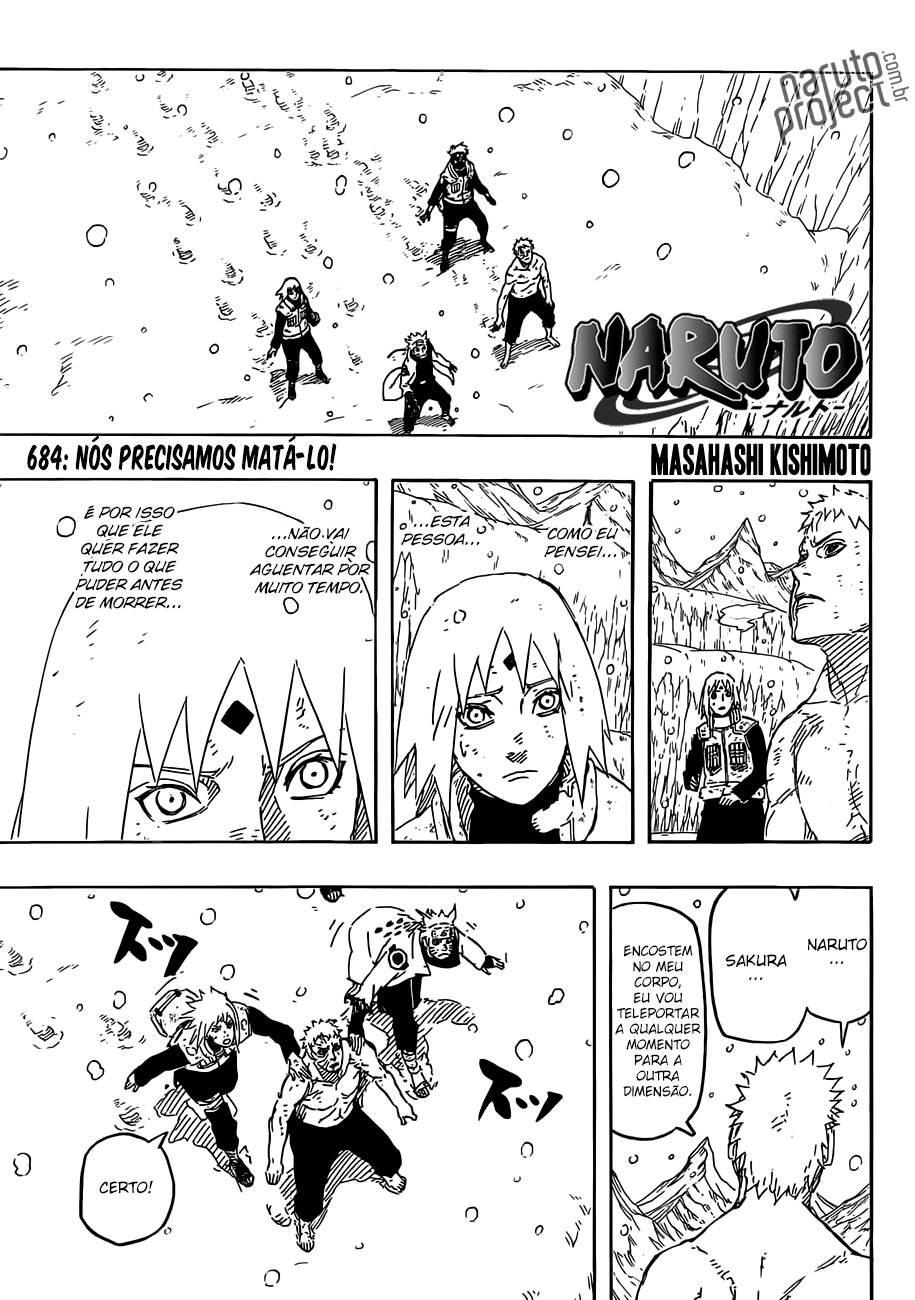 naruto
project
.com.br
NARUTO
-ナルト-
684: NÓS PRECISAMOS MATÁ-LO!
MASAHASHI KISHIMOTO
COMO EU
PENSEI...
...ESTA
PESSOA...
...NÃO VAI
CONSEGUIR
AGUENTAR POR
MUITO TEMPO.
É POR ISSO
QUE ELE
QUER FAZER
TUDO O QUE
PUDER ANTES
DE MORRER...
NARUTO
...
SAKURA
...
ENCOSTEM
NO MEU
CORPO,
EU VOU
TELEPORTAR
A QUALQUER
MOMENTO
PARA A
OUTRA
DIMENSÃO.
ズッ
ズッ
CERTO!